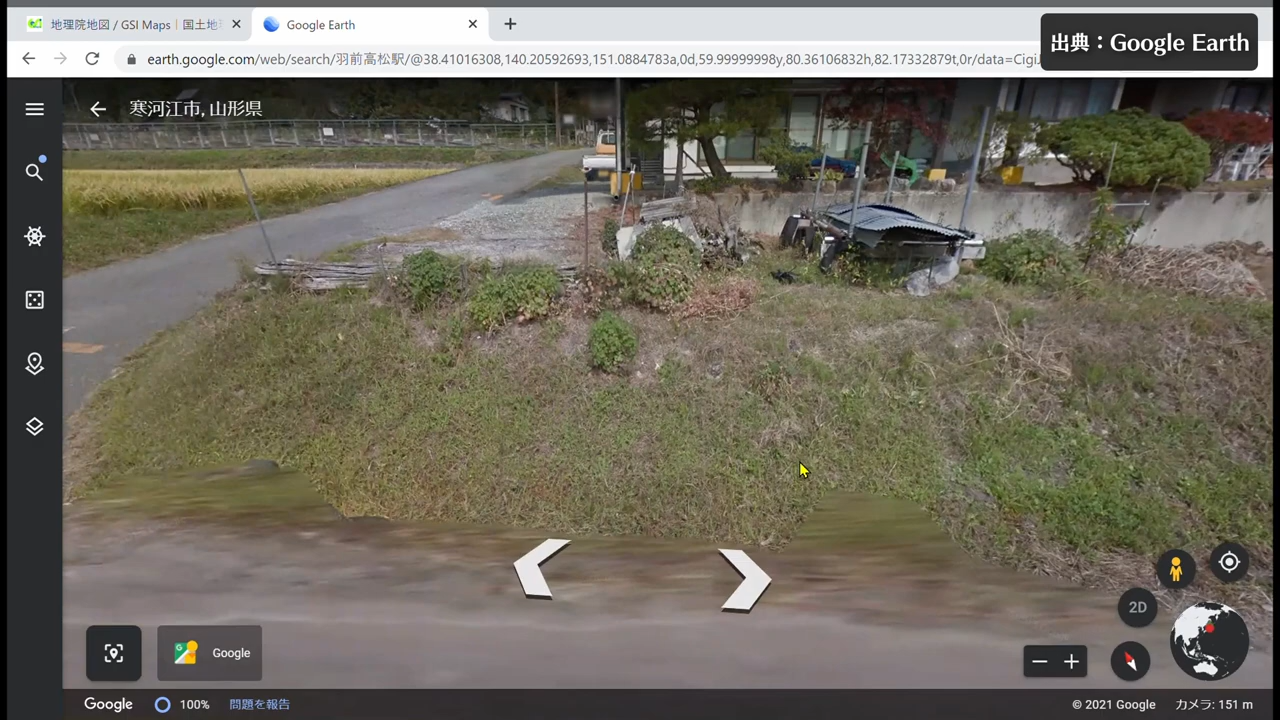 地理院地図 / GSI Maps｜国土地
Google Earth
出典：Google Earth
earth.google.com/web/search/羽前高松駅/@38.41016308,140.20592693,151.0884783a,0d,59.99999998y,80.36106832h,82.17332879t,0r/data=CigiJ
寒河江市, 山形県
2D
Google
Google
100%
問題を報告
© 2021 Google
カメラ: 151 m